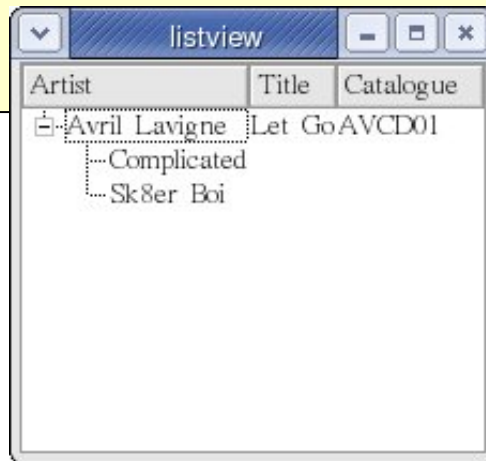 listview
Artist Title Catalogue
Avril Lavigne Let Go AVCD01
Complicated
Sk8er Boi